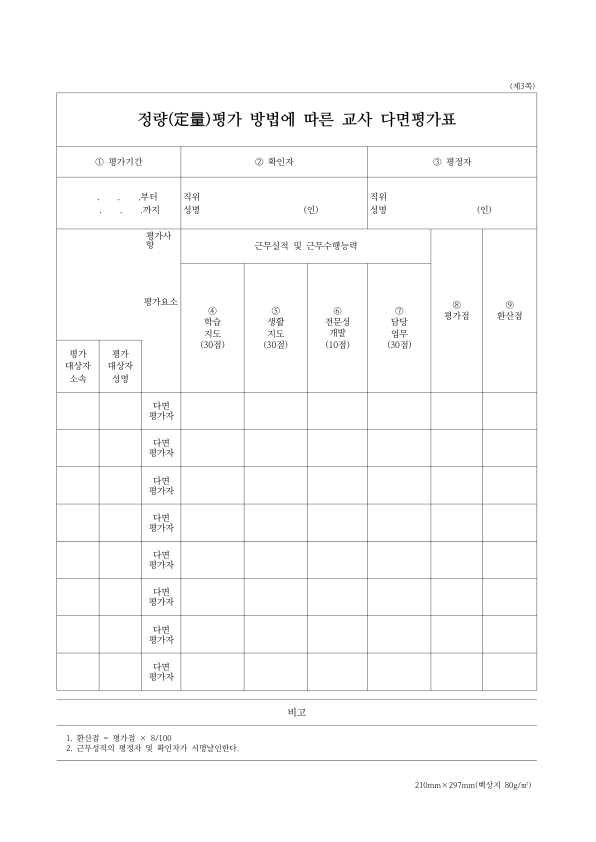 (제3쪽)
정량(定量)평가 방법에 따른 교사 다면평가표
① 평가기간
② 확인자
③ 평정자
. . .부터
. . .까지
직위
성명 (인)
직위
성명 (인)
평가사
항
평가요소
평가
대상자
소속
평가
대상자
성명
근무실적 및 근무수행능력
④
학습
지도
(30점)
⑤
생활
지도
(30점)
⑥
전문성
개발
(10점)
⑦
담당
업무
(30점)
⑧
평가점
⑨
환산점
다면
평가자
다면
평가자
다면
평가자
다면
평가자
다면
평가자
다면
평가자
다면
평가자
다면
평가자
비고
1. 환산점 = 평가점 × 8/100
2. 근무성적의 평정자 및 확인자가 서명날인한다.
210mm×297mm(백상지 80g/㎡)